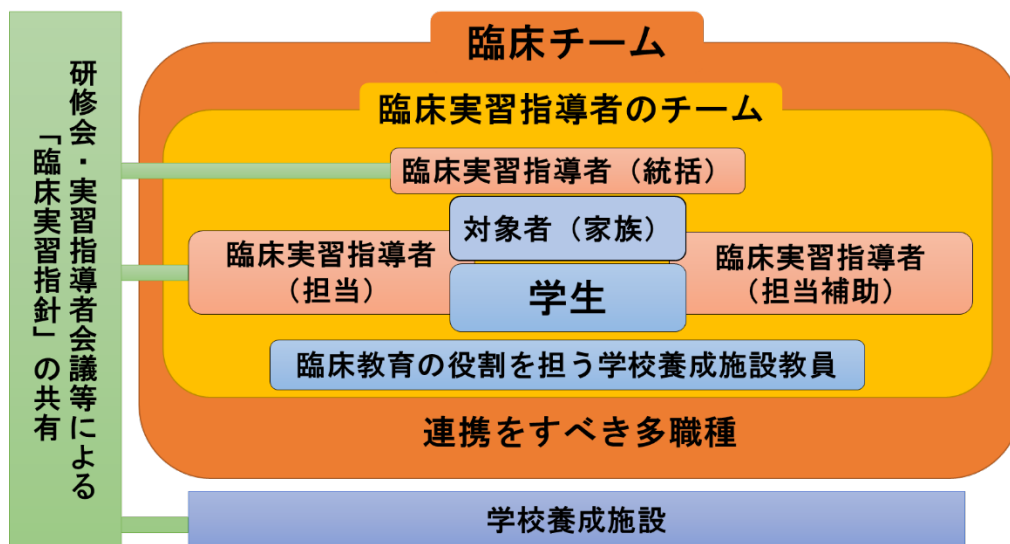 研修会・実習指導者会議等による
「臨床実習指針」の共有
臨床チーム
臨床実習指導者のチーム
臨床実習指導者（統括）
対象者（家族）
臨床実習指導者
（担当）
学生
臨床実習指導者
（担当補助）
臨床教育の役割を担う学校養成施設教員
連携をすべき多職種
学校養成施設